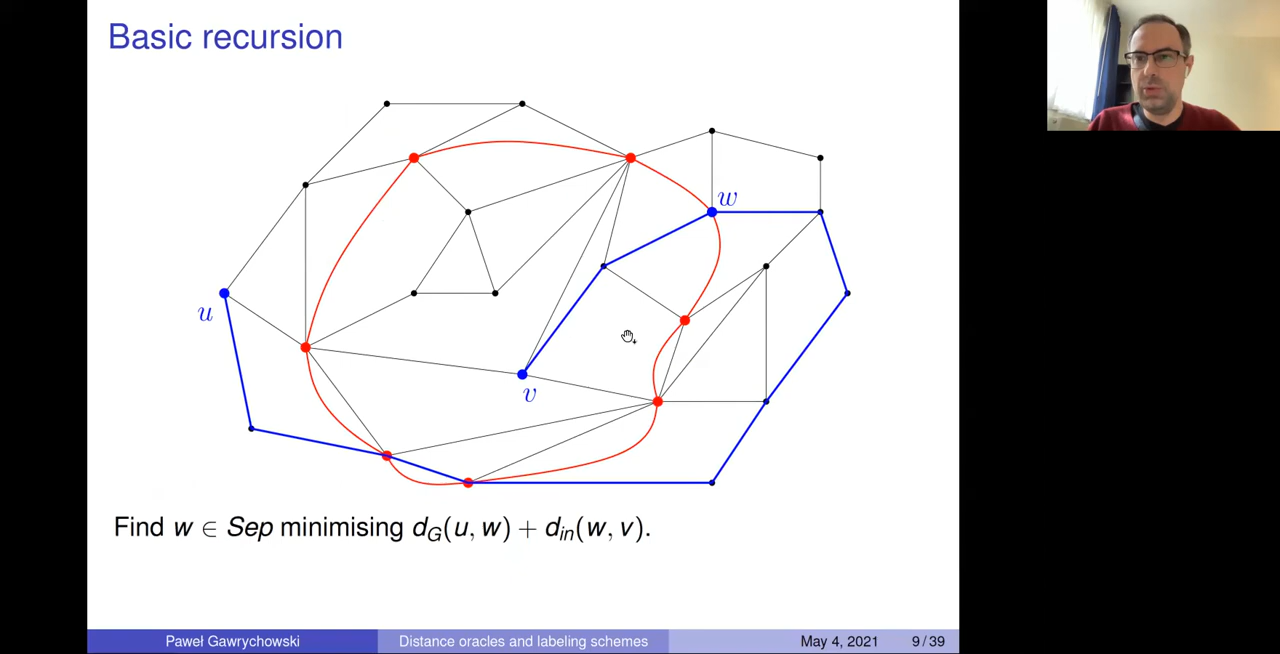 Basic recursion
w
u
v
Find w ∈ Sep minimising d_G(u, w) + d_in(w, v).
Paweł Gawrychowski Distance oracles and labeling schemes May 4, 2021 9 / 39